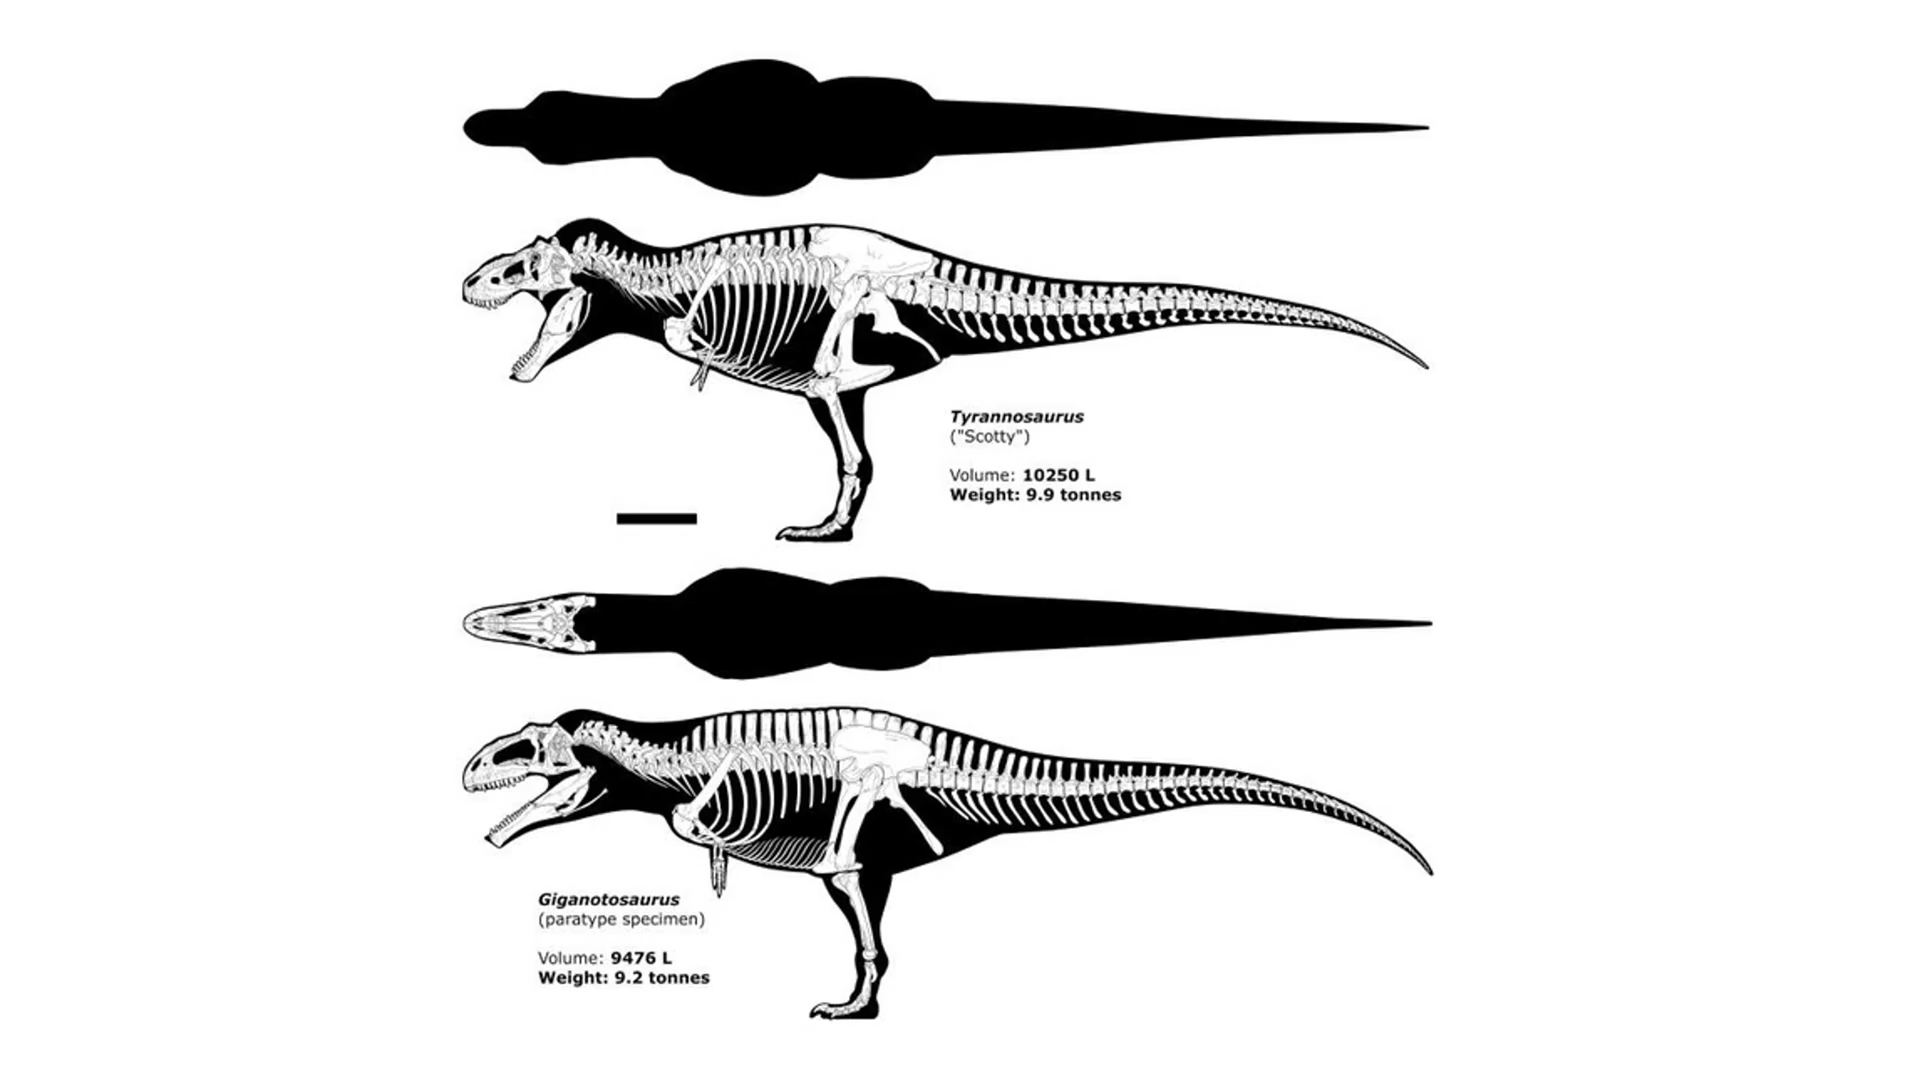 Tyrannosaurus
("Scotty")
Volume: 10250 L
Weight: 9.9 tonnes
Giganotosaurus
(paratype specimen)
Volume: 9476 L
Weight: 9.2 tonnes